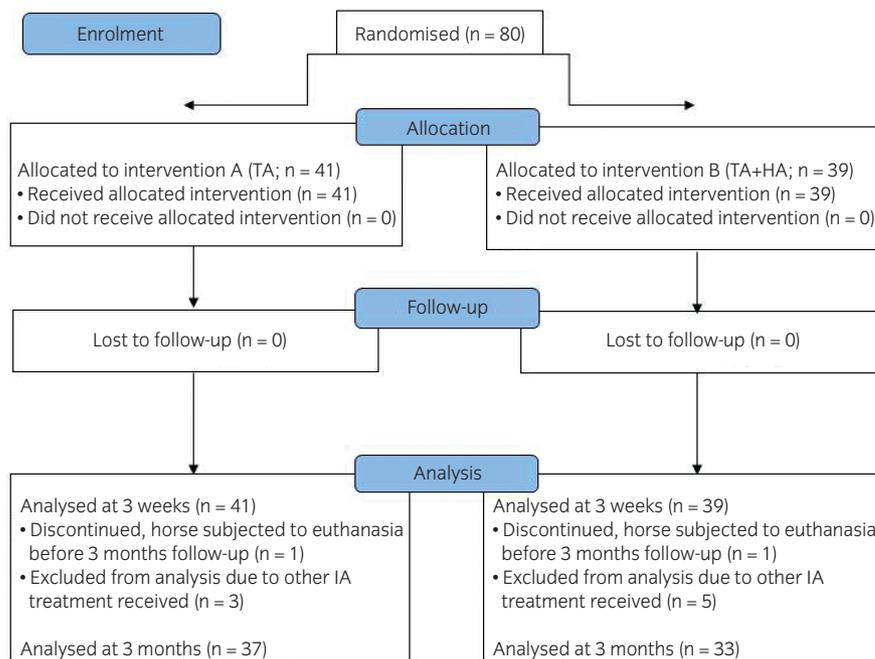 Enrolment
Randomised (n = 80)
Allocation
Allocated to intervention A (TA; n = 41)
• Received allocated intervention (n = 41)
• Did not receive allocated intervention (n = 0)
Allocated to intervention B (TA+HA; n = 39)
• Received allocated intervention (n = 39)
• Did not receive allocated intervention (n = 0)
Follow-up
Lost to follow-up (n = 0)
Lost to follow-up (n = 0)
Analysis
Analysed at 3 weeks (n = 41)
• Discontinued, horse subjected to euthanasia
before 3 months follow-up (n = 1)
• Excluded from analysis due to other IA
treatment received (n = 3)
Analysed at 3 months (n = 37)
Analysed at 3 weeks (n = 39)
• Discontinued, horse subjected to euthanasia
before 3 months follow-up (n = 1)
• Excluded from analysis due to other IA
treatment received (n = 5)
Analysed at 3 months (n = 33)